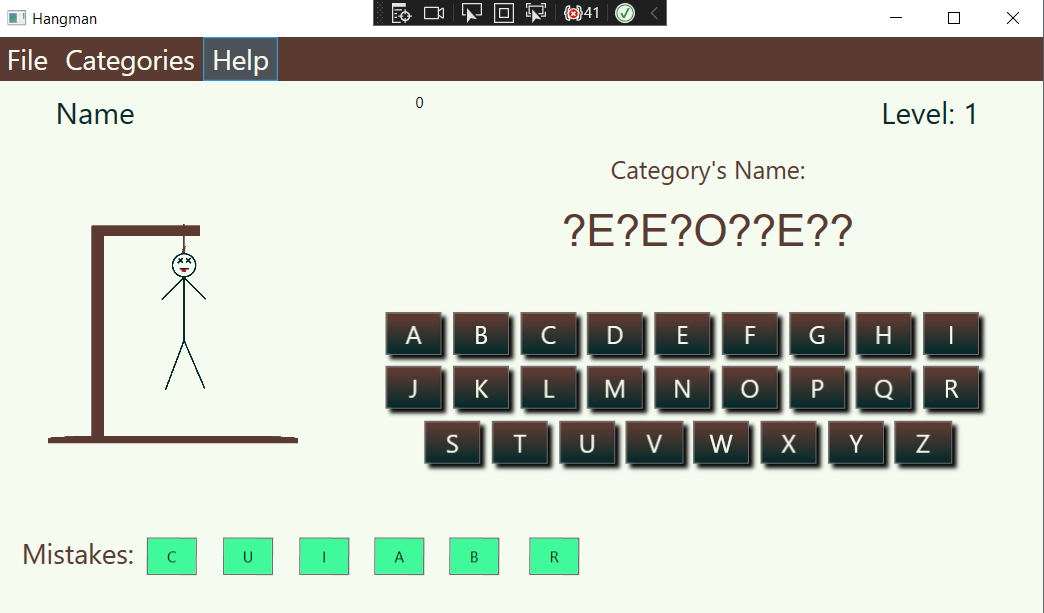 Hangman
41
File Categories Help
Name 0 Level: 1
Category's Name:
?E?E?O??E??
A B C D E F G H I
J K L M N O P Q R
S T U V W X Y Z
Mistakes: C U I A B R